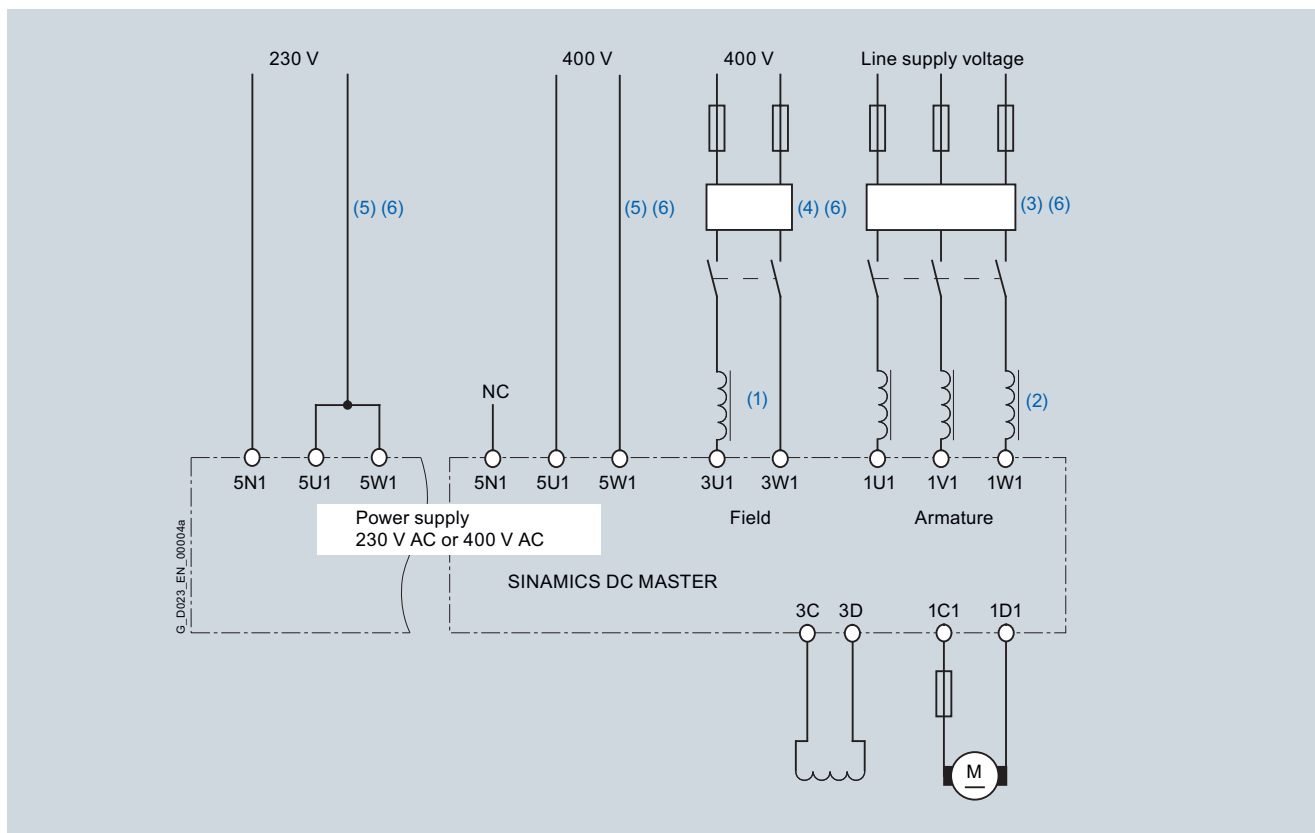 230 V
400 V
400 V
Line supply voltage
(5) (6)
(5) (6)
(4) (6)
(3) (6)
NC
(1)
(2)
5N1
5U1
5W1
5N1
5U1
5W1
3U1
3W1
1U1
1V1
1W1
Power supply
230 V AC or 400 V AC
Field
Armature
SINAMICS DC MASTER
G_D023_EN_00004a
3C
3D
1C1
1D1
M